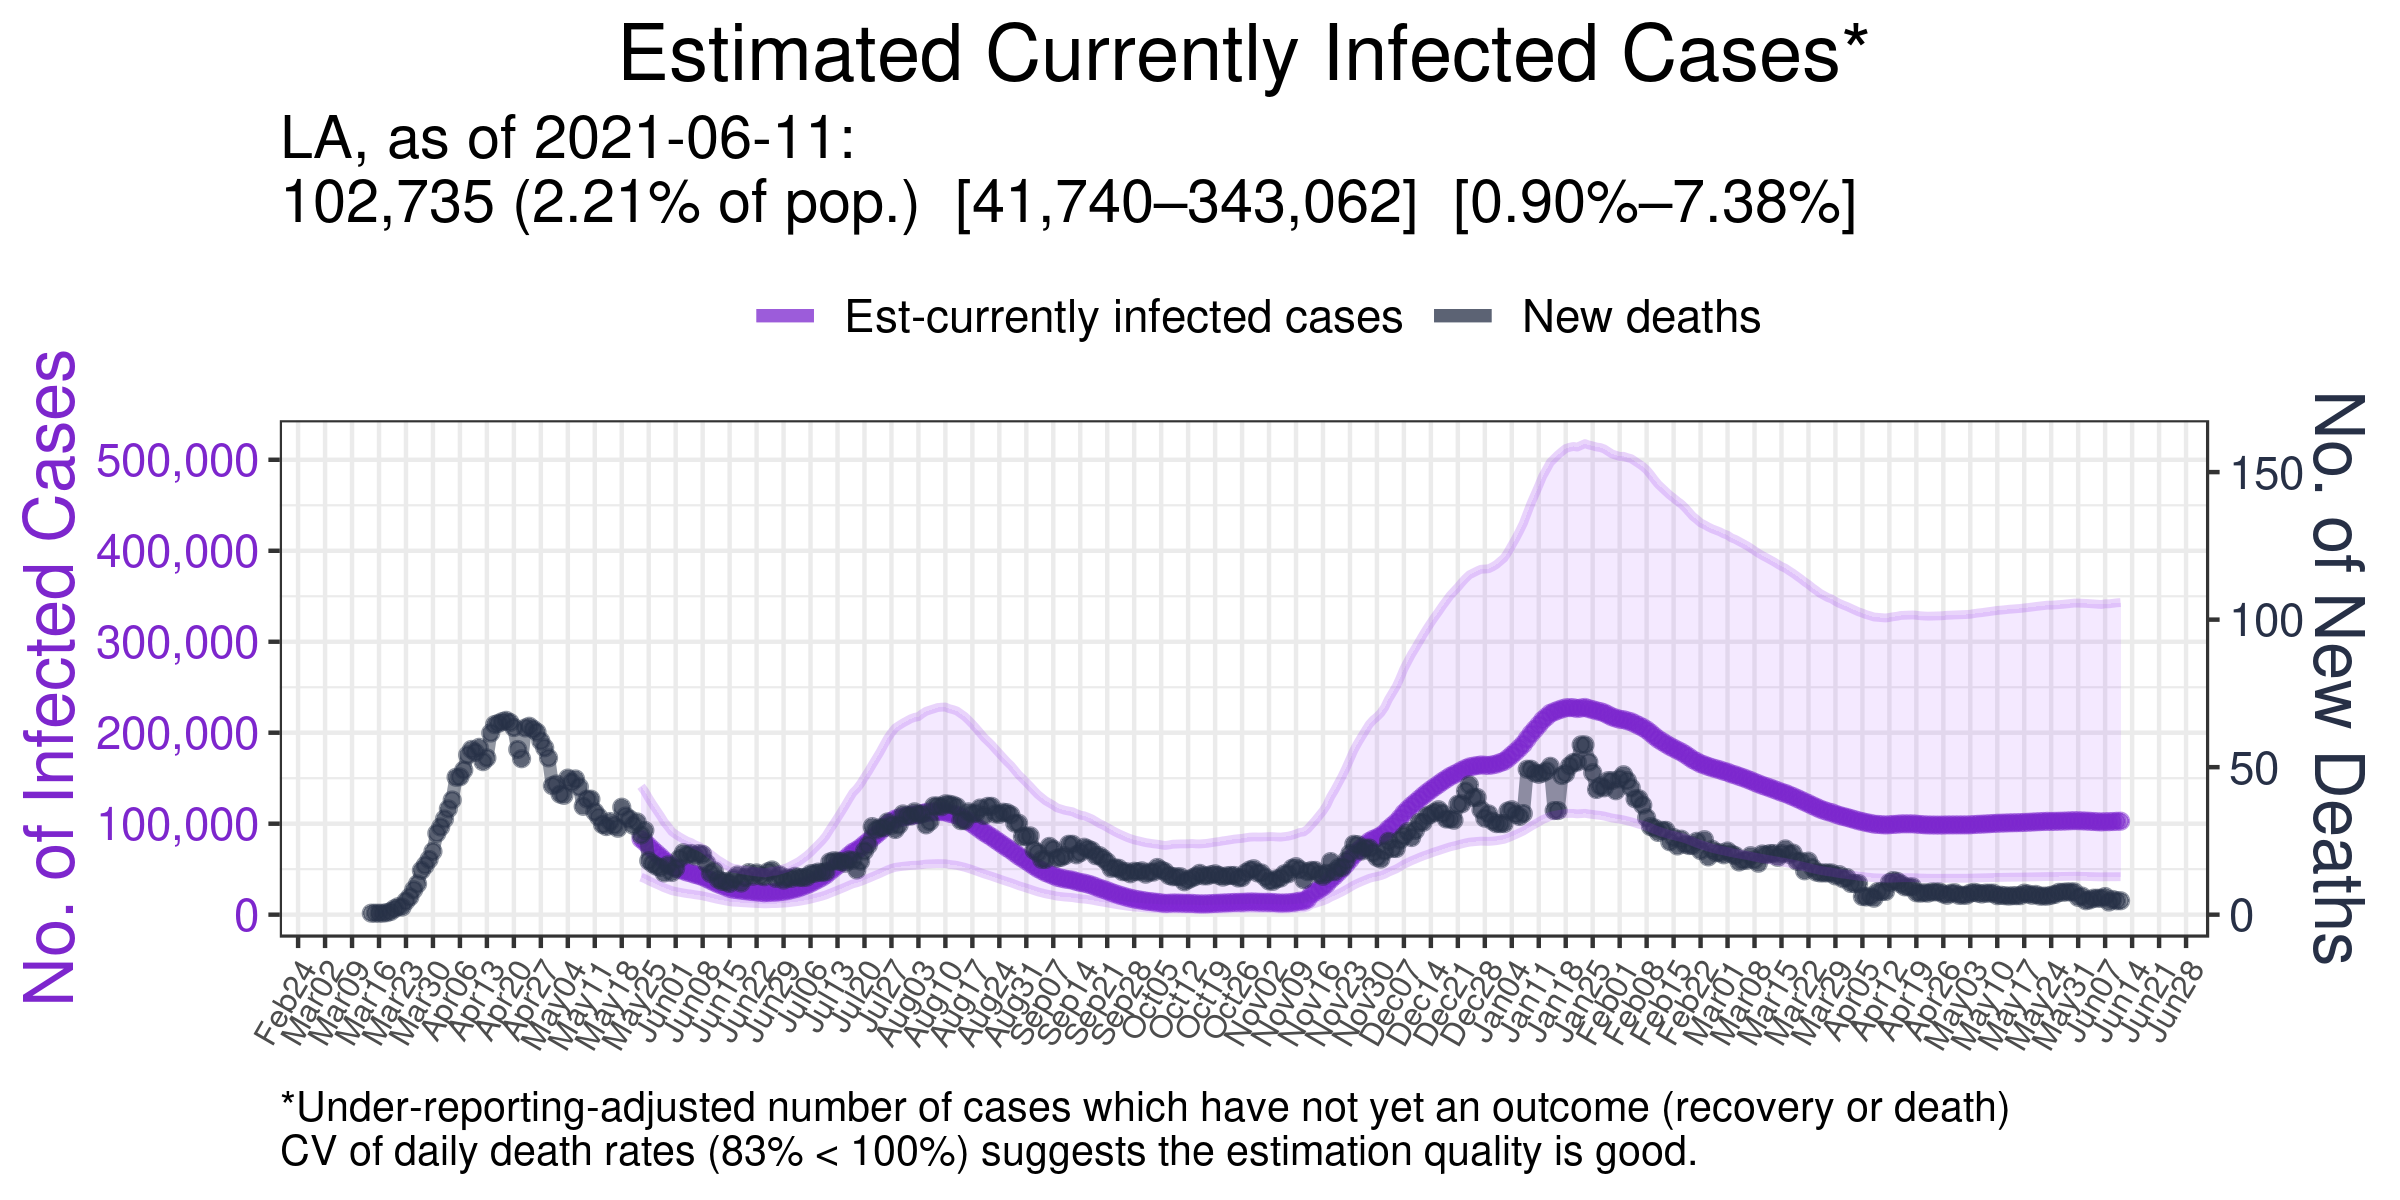 Estimated Currently Infected Cases*
LA, as of 2021-06-11:
102,735 (2.21% of pop.) [41,740–343,062] [0.90%–7.38%]
Est-currently infected cases
New deaths
No. of Infected Cases
500,000
400,000
300,000
200,000
100,000
0
150
100
50
0
No. of New Deaths
Feb24
Mar02
Mar09
Mar16
Mar23
Mar30
Apr06
Apr13
Apr20
Apr27
May04
May11
May18
May25
Jun01
Jun08
Jun15
Jun22
Jun29
Jul06
Jul13
Jul20
Jul27
Aug03
Aug10
Aug17
Aug24
Aug31
Sep07
Sep14
Sep21
Sep28
Oct05
Oct12
Oct19
Oct26
Nov02
Nov09
Nov16
Nov23
Nov30
Dec07
Dec14
Dec21
Dec28
Jan04
Jan11
Jan18
Jan25
Feb01
Feb08
Feb15
Feb22
Mar01
Mar08
Mar15
Mar22
Mar29
Apr05
Apr12
Apr19
Apr26
May03
May10
May17
May24
May31
Jun07
Jun14
Jun21
Jun28
*Under-reporting-adjusted number of cases which have not yet an outcome (recovery or death)
CV of daily death rates (83% < 100%) suggests the estimation quality is good.